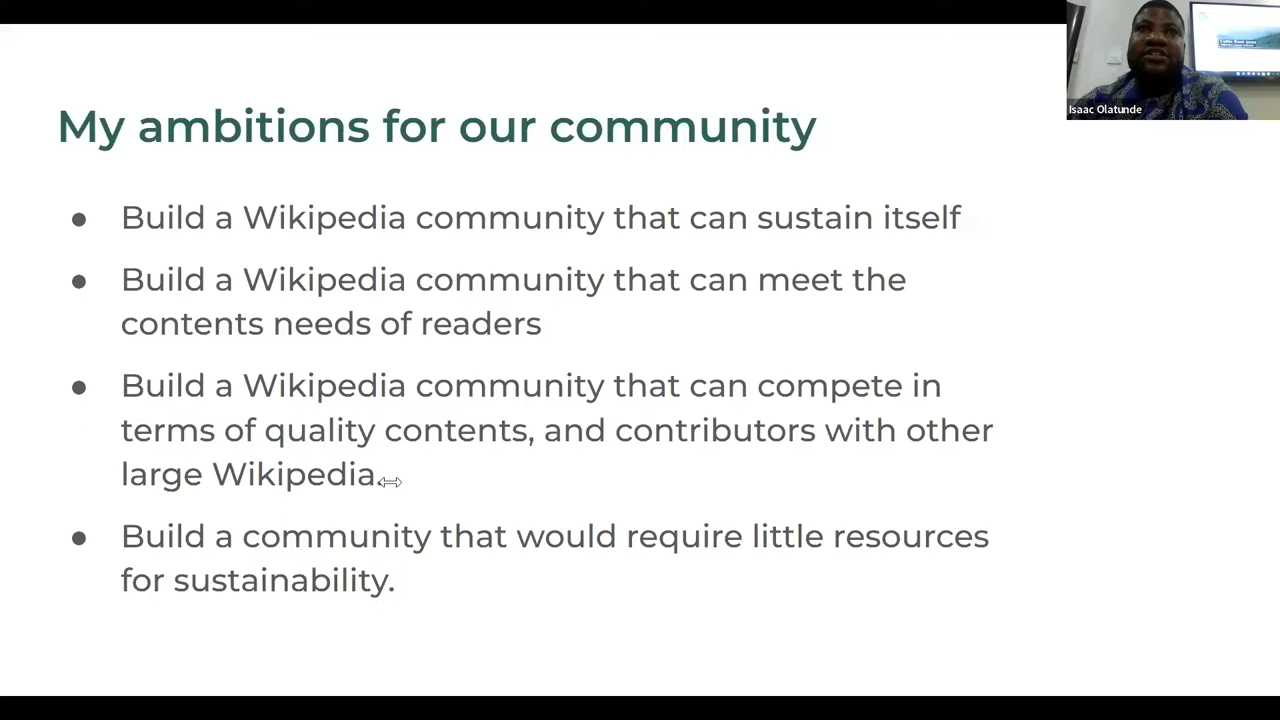 My ambitions for our community
● Build a Wikipedia community that can sustain itself
● Build a Wikipedia community that can meet the
contents needs of readers
● Build a Wikipedia community that can compete in
terms of quality contents, and contributors with other
large Wikipedia.
● Build a community that would require little resources
for sustainability.
Isaac Olatunde